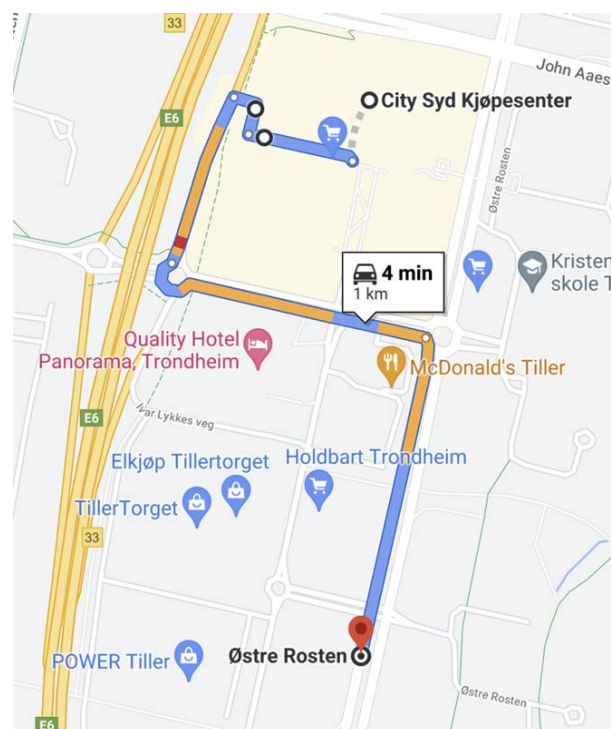 33
John Aaes
City Syd Kjøpesenter
E6
Østre Rosten
4 min
1 km
Kristen
skole T
Quality Hotel
Panorama, Trondheim
McDonald's Tiller
Ivar Lykkes veg
E6
Elkjøp Tillertorget
Holdbart Trondheim
TillerTorget
33
Østre Rosten
POWER Tiller
Østre Rosten
E6